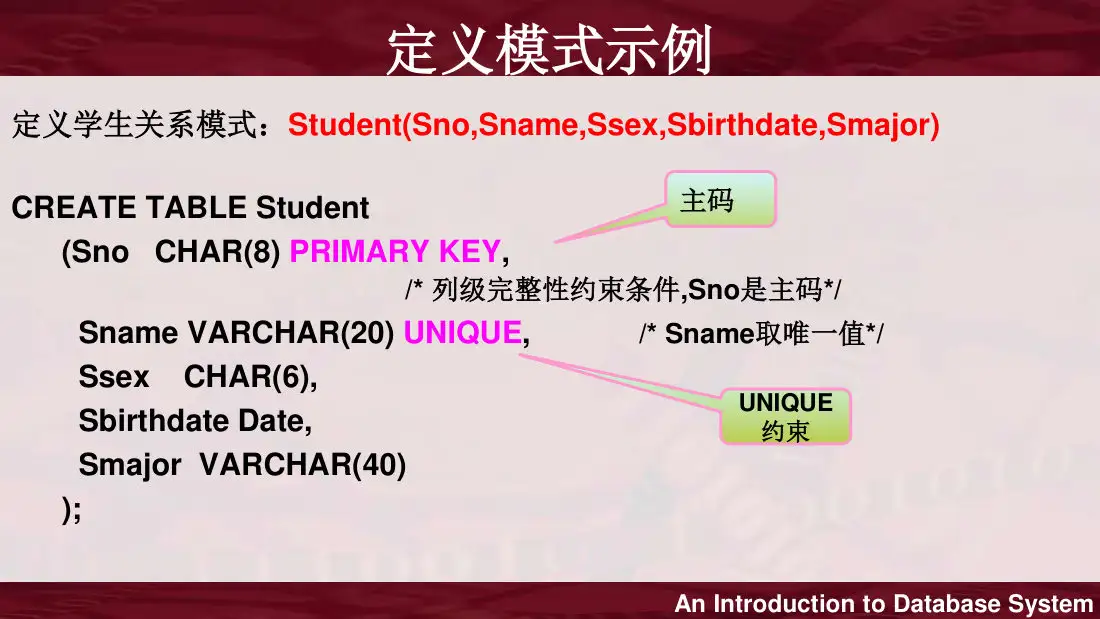 定义模式示例
定义学生关系模式：Student(Sno,Sname,Ssex,Sbirthdate,Smajor)
主码
CREATE TABLE Student
(Sno CHAR(8) PRIMARY KEY,
/* 列级完整性约束条件,Sno是主码*/
Sname VARCHAR(20) UNIQUE, /* Sname取唯一值*/
Ssex CHAR(6),
UNIQUE
约束
Sbirthdate Date,
Smajor VARCHAR(40)
);
An Introduction to Database System